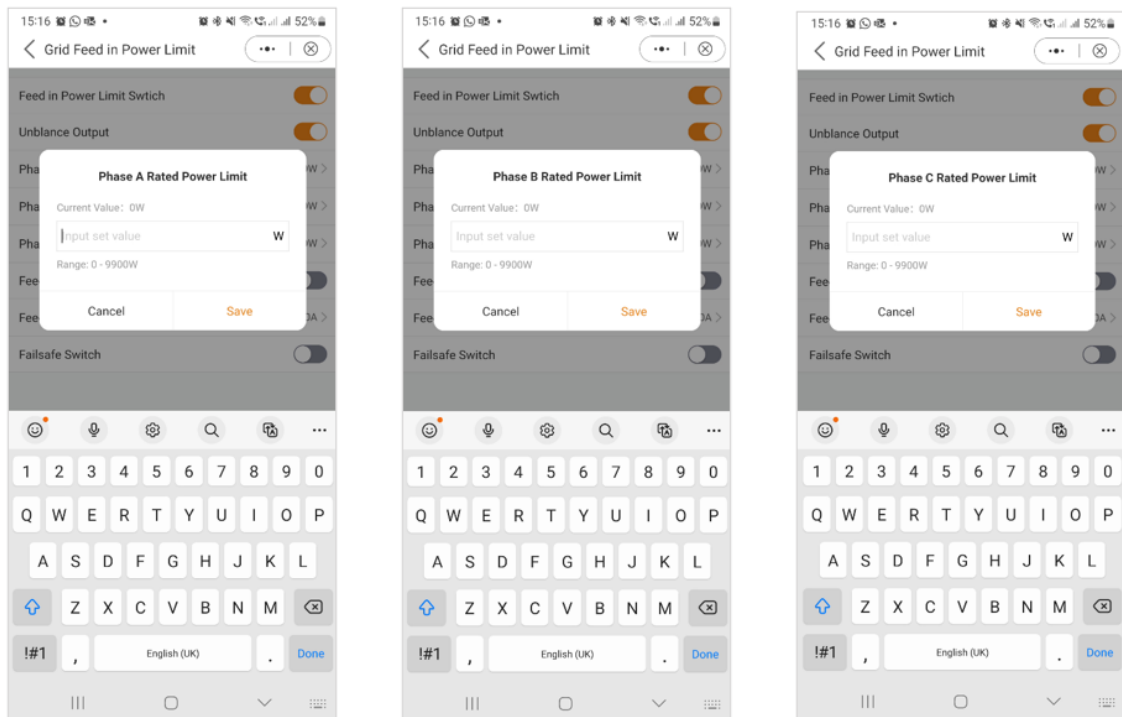 15:16 52%
Grid Feed in Power Limit
Feed in Power Limit Swtich
Unblance Output
Pha W >
Phase A Rated Power Limit
Current Value: 0W
Pha W >
Input set value W
Pha W >
Range: 0 - 9900W
Fee
Cancel Save
Fee 0A >
Failsafe Switch
1 2 3 4 5 6 7 8 9 0
Q W E R T Y U I O P
A S D F G H J K L
Z X C V B N M
!#1 , English (UK) . Done
15:16 52%
Grid Feed in Power Limit
Feed in Power Limit Swtich
Unblance Output
Pha W >
Phase B Rated Power Limit
Current Value: 0W
Pha W >
Input set value W
Pha W >
Range: 0 - 9900W
Fee
Cancel Save
Fee 0A >
Failsafe Switch
1 2 3 4 5 6 7 8 9 0
Q W E R T Y U I O P
A S D F G H J K L
Z X C V B N M
!#1 , English (UK) . Done
15:16 52%
Grid Feed in Power Limit
Feed in Power Limit Swtich
Unblance Output
Pha W >
Phase C Rated Power Limit
Current Value: 0W
Pha W >
Input set value W
Pha W >
Range: 0 - 9900W
Fee
Cancel Save
Fee 0A >
Failsafe Switch
1 2 3 4 5 6 7 8 9 0
Q W E R T Y U I O P
A S D F G H J K L
Z X C V B N M
!#1 , English (UK) . Done